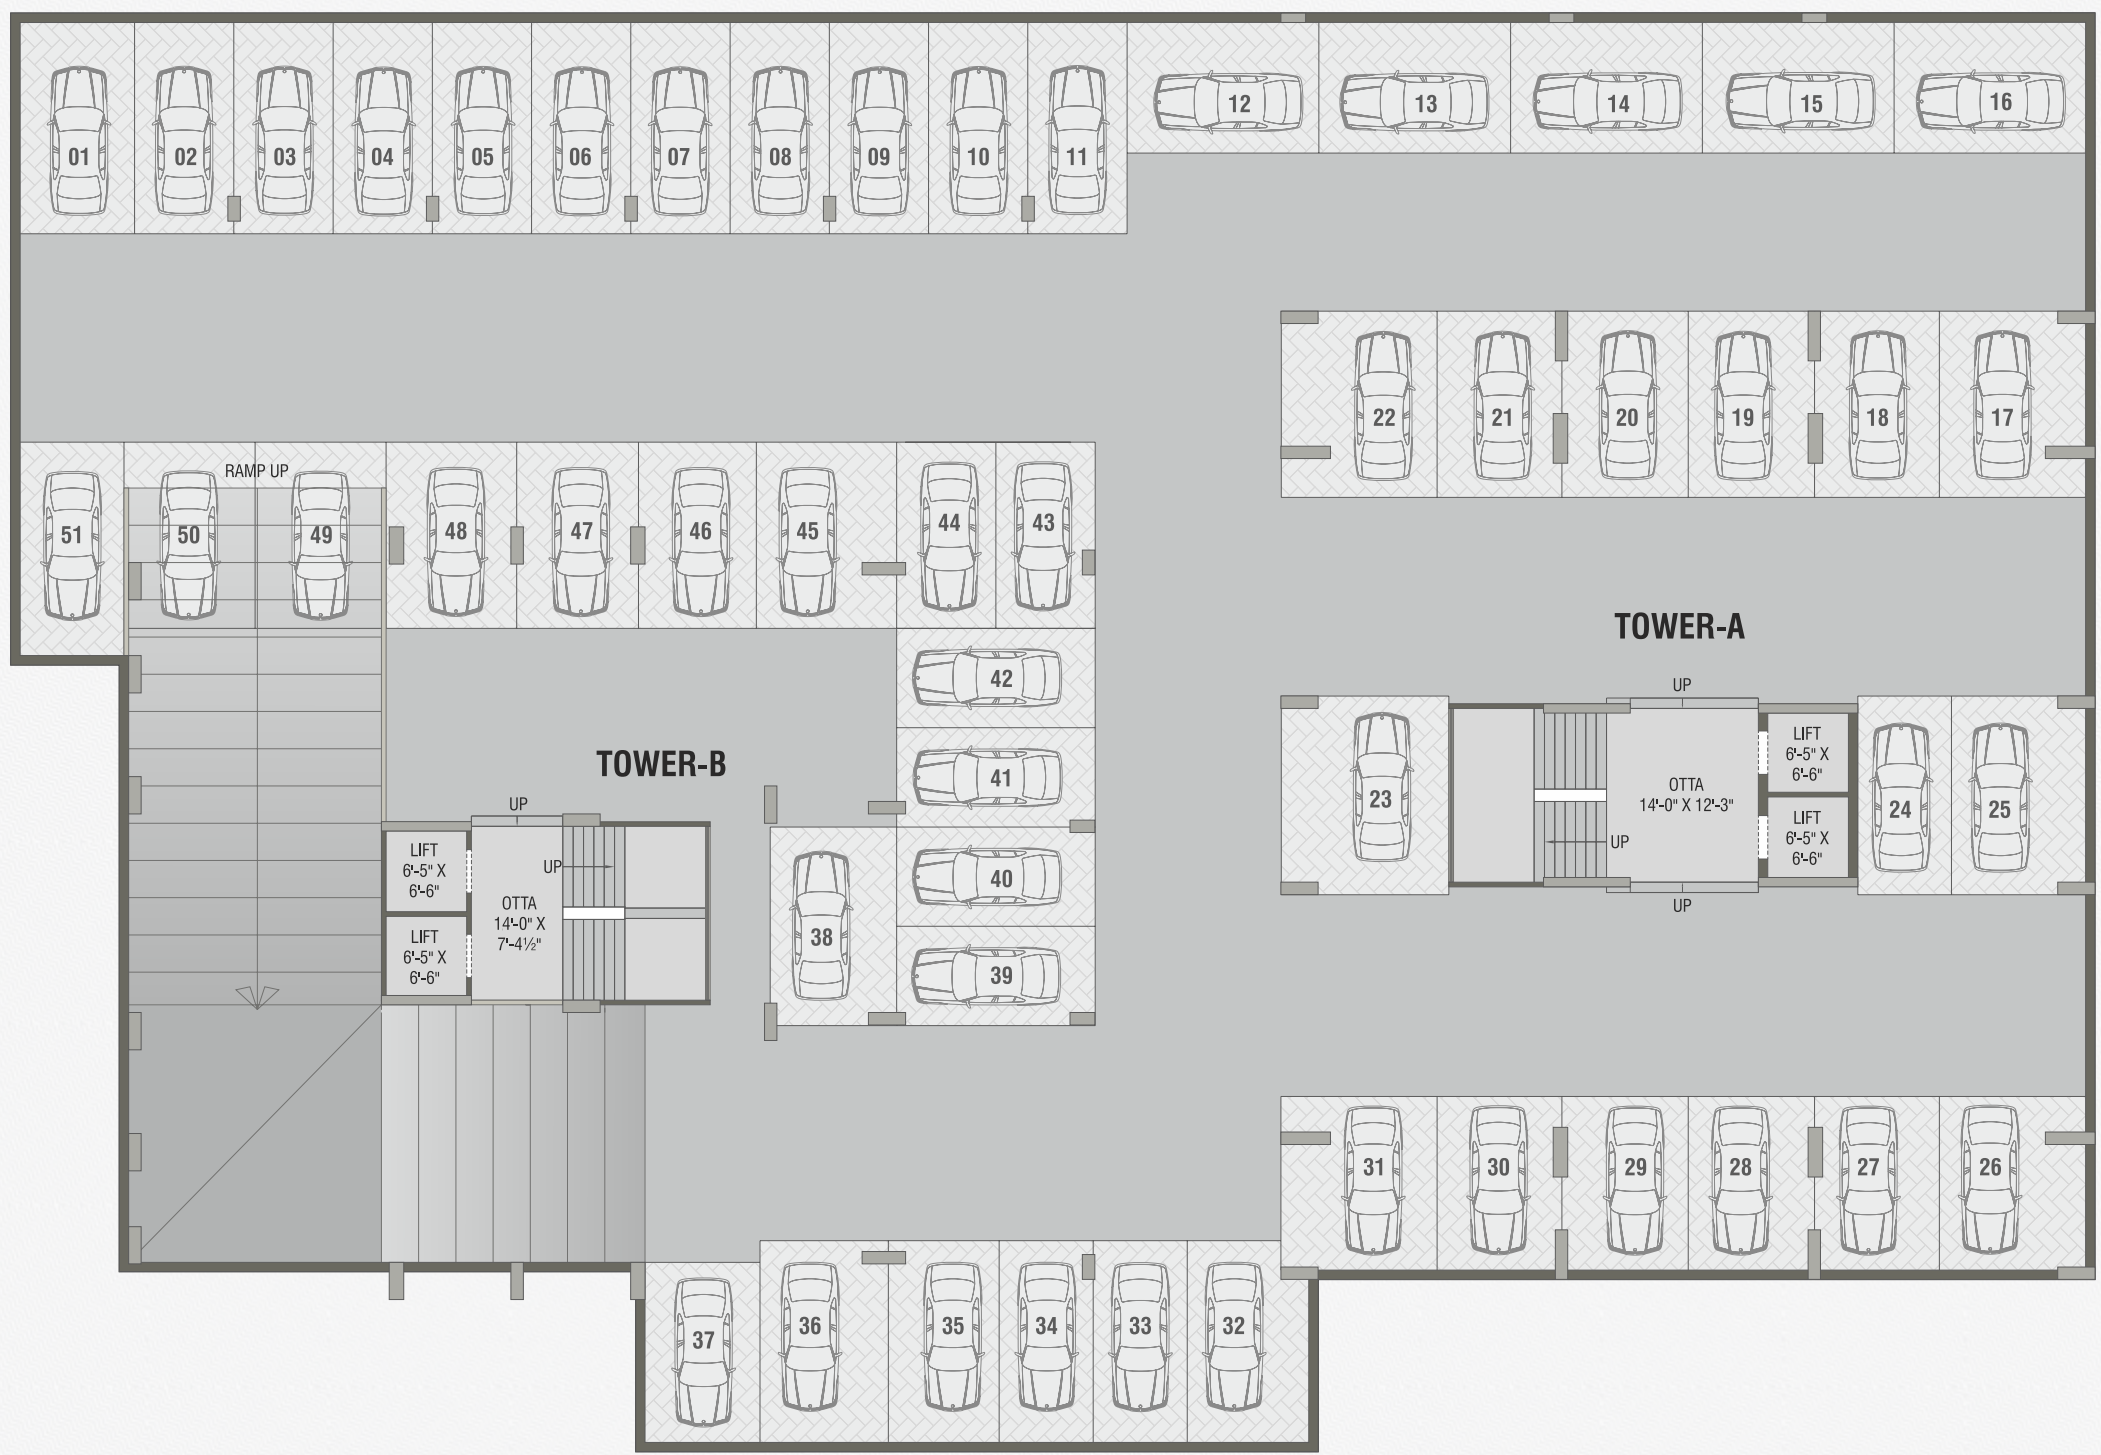 01 02 03 04 05 06 07 08 09 10 11 12 13 14 15 16
22 21 20 19 18 17
RAMP UP
51 50 49 48 47 46 45 44 43
TOWER-A
42
41
40
39
38
TOWER-B
UP
LIFT
6'-5" X
6'-6"
LIFT
6'-5" X
6'-6"
OTTA
14'-0" X
7'-4½"
UP
23
UP
OTTA
14'-0" X 12'-3"
UP
UP
LIFT
6'-5" X
6'-6"
LIFT
6'-5" X
6'-6"
24 25
31 30 29 28 27 26
37 36 35 34 33 32